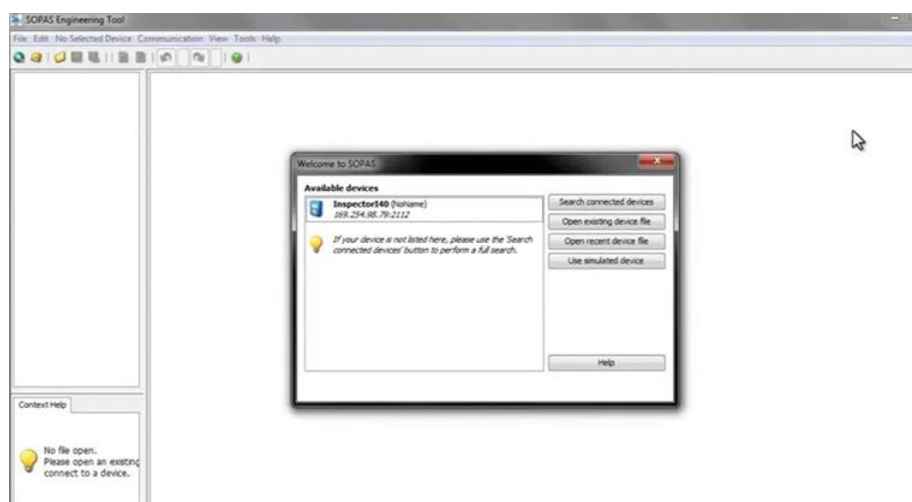 SOPAS Engineering Tool
File Edit No Selected Device Communication View Tools Help
Welcome to SOPAS
Available devices
InspectorI40 (NoName)
169.254.98.79:2112
If your device is not listed here, please use the 'Search
connected devices' button to perform a full search.
Search connected devices
Open existing device file
Open recent device file
Use simulated device
Help
Context Help
No file open.
Please open an existing
connect to a device.